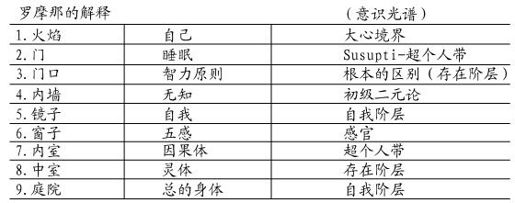 罗摩那的解释 (意识光谱)
1.火焰 自己 大心境界
2.门 睡眠 Susupti-超个人带
3.门口 智力原则 根本的区别(存在阶层)
4.内墙 无知 初级二元论
5.镜子 自我 自我阶层
6.窗子 五感 感官
7.内室 因果体 超个人带
8.中室 灵体 存在阶层
9.庭院 总的身体 自我阶层